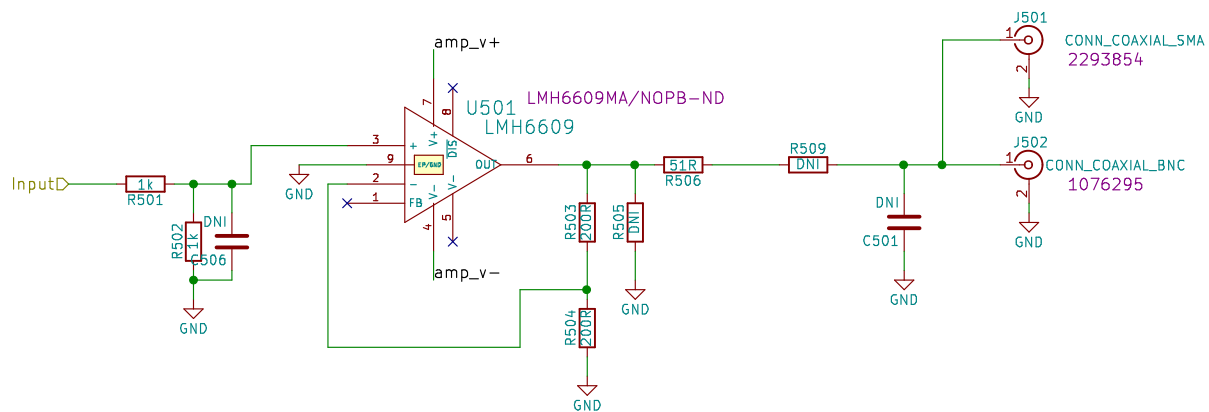 amp_v+
7
8
U501
LMH6609MA/NOPB-ND
LMH6609
V+
DIS
3
+
9
EP/GND
OUT
6
2
-
1
FB
V-
V-
4
5
amp_v-
GND
Input
1k
R501
R502
1k
DNI
C506
GND
R503
200R
R505
DNI
GND
R504
200R
GND
51R
R506
R509
DNI
DNI
C501
GND
J501
1
CONN_COAXIAL_SMA
2293854
2
GND
J502
1
CONN_COAXIAL_BNC
1076295
2
GND